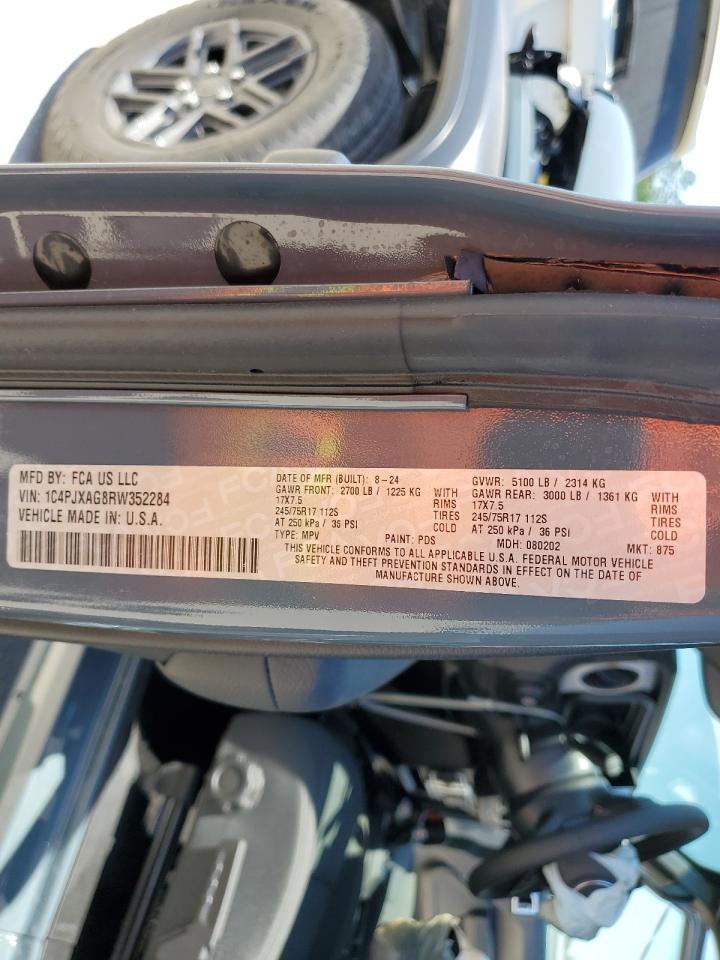 MFD BY: FCA US LLC
VIN: 1C4PJXAG8RW352284
VEHICLE MADE IN: U.S.A.
DATE OF MFR (BUILT): 8-24
GAWR FRONT: 2700 LB / 1225 KG WITH
17X7.5 RIMS
245/75R17 112S TIRES
AT 250 kPa / 36 PSI COLD
TYPE: MPV PAINT: PDS
GVWR: 5100 LB / 2314 KG
GAWR REAR: 3000 LB / 1361 KG WITH
17X7.5 RIMS
245/75R17 112S TIRES
AT 250 kPa / 36 PSI COLD
MDH: 080202 MKT: 875
THIS VEHICLE CONFORMS TO ALL APPLICABLE U.S.A. FEDERAL MOTOR VEHICLE
SAFETY AND THEFT PREVENTION STANDARDS IN EFFECT ON THE DATE OF
MANUFACTURE SHOWN ABOVE.